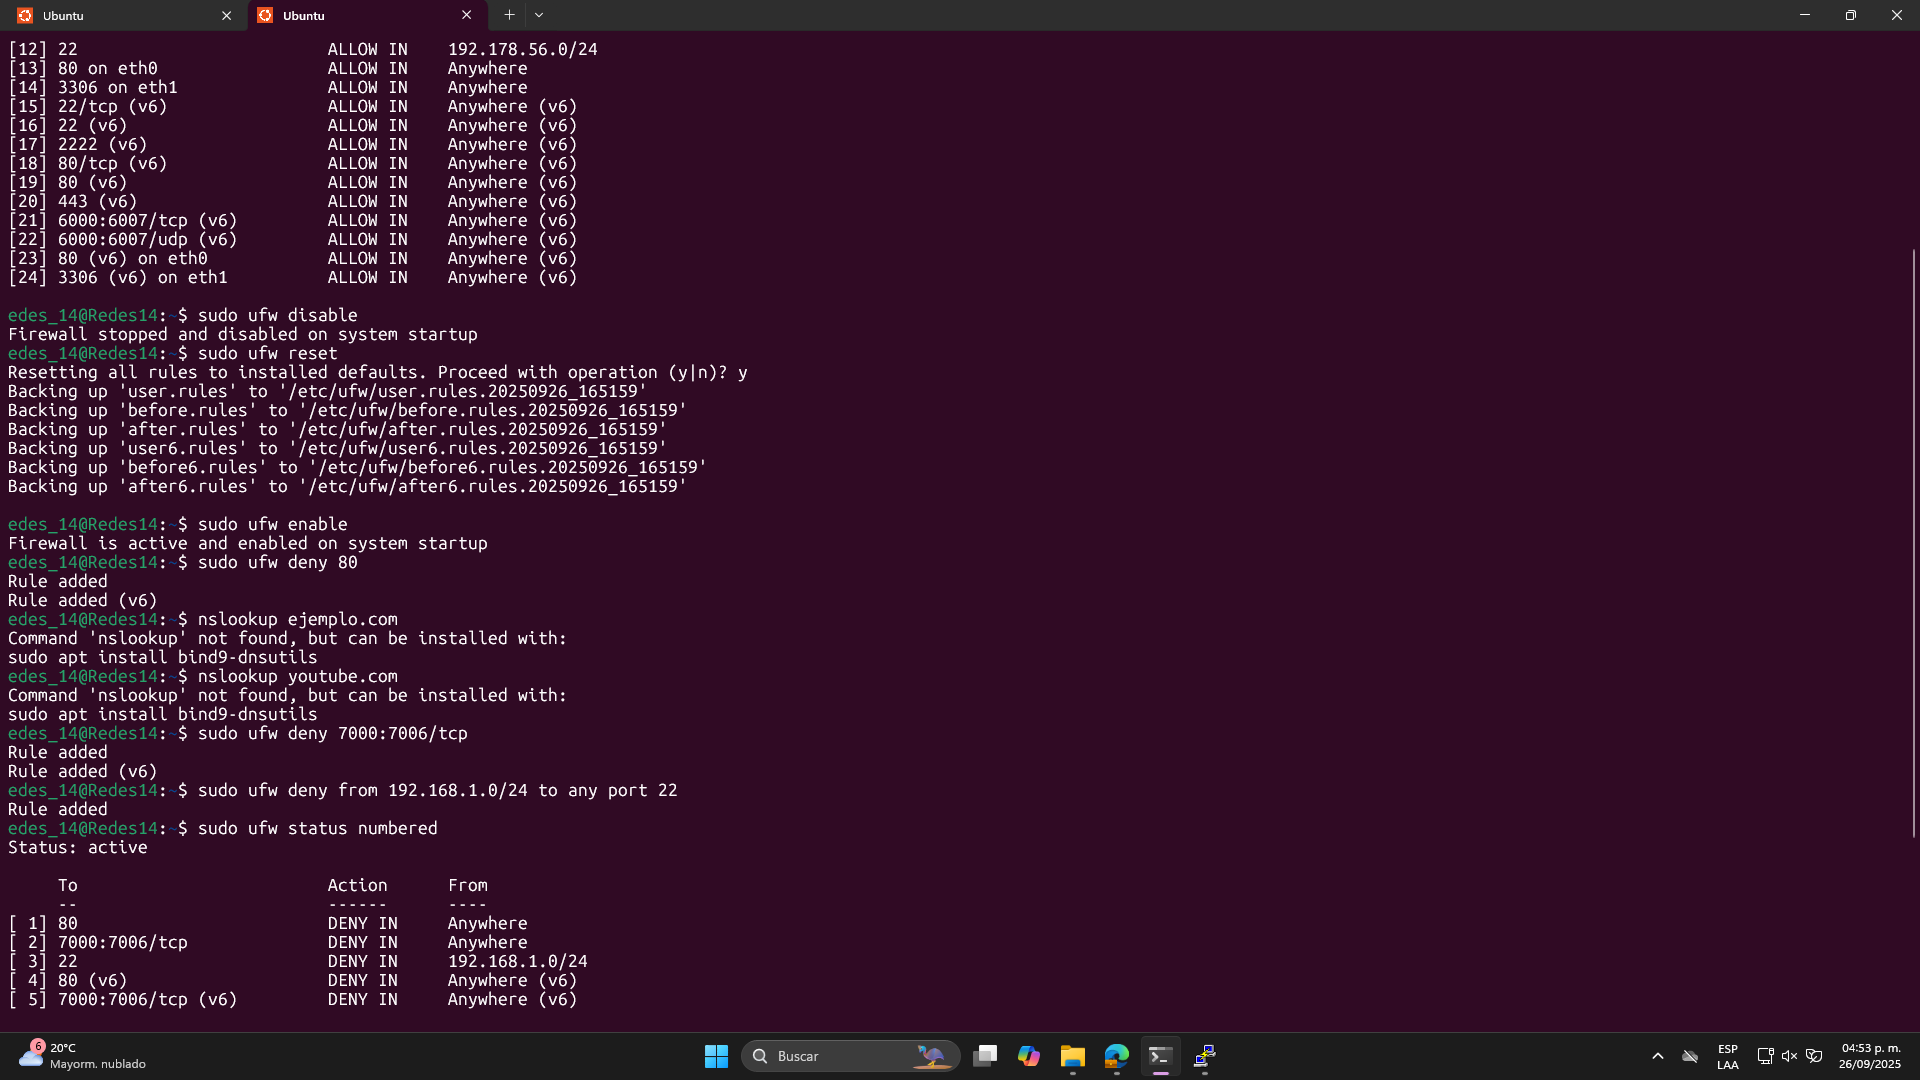 Ubuntu
Ubuntu
[12] 22                         ALLOW IN    192.178.56.0/24
[13] 80 on eth0                 ALLOW IN    Anywhere
[14] 3306 on eth1               ALLOW IN    Anywhere
[15] 22/tcp (v6)                ALLOW IN    Anywhere (v6)
[16] 22 (v6)                    ALLOW IN    Anywhere (v6)
[17] 2222 (v6)                  ALLOW IN    Anywhere (v6)
[18] 80/tcp (v6)                ALLOW IN    Anywhere (v6)
[19] 80 (v6)                    ALLOW IN    Anywhere (v6)
[20] 443 (v6)                   ALLOW IN    Anywhere (v6)
[21] 6000:6007/tcp (v6)         ALLOW IN    Anywhere (v6)
[22] 6000:6007/udp (v6)         ALLOW IN    Anywhere (v6)
[23] 80 (v6) on eth0            ALLOW IN    Anywhere (v6)
[24] 3306 (v6) on eth1          ALLOW IN    Anywhere (v6)
edes_14@Redes14:~$ sudo ufw disable
Firewall stopped and disabled on system startup
edes_14@Redes14:~$ sudo ufw reset
Resetting all rules to installed defaults. Proceed with operation (y|n)? y
Backing up 'user.rules' to '/etc/ufw/user.rules.20250926_165159'
Backing up 'before.rules' to '/etc/ufw/before.rules.20250926_165159'
Backing up 'after.rules' to '/etc/ufw/after.rules.20250926_165159'
Backing up 'user6.rules' to '/etc/ufw/user6.rules.20250926_165159'
Backing up 'before6.rules' to '/etc/ufw/before6.rules.20250926_165159'
Backing up 'after6.rules' to '/etc/ufw/after6.rules.20250926_165159'
edes_14@Redes14:~$ sudo ufw enable
Firewall is active and enabled on system startup
edes_14@Redes14:~$ sudo ufw deny 80
Rule added
Rule added (v6)
edes_14@Redes14:~$ nslookup ejemplo.com
Command 'nslookup' not found, but can be installed with:
sudo apt install bind9-dnsutils
edes_14@Redes14:~$ nslookup youtube.com
Command 'nslookup' not found, but can be installed with:
sudo apt install bind9-dnsutils
edes_14@Redes14:~$ sudo ufw deny 7000:7006/tcp
Rule added
Rule added (v6)
edes_14@Redes14:~$ sudo ufw deny from 192.168.1.0/24 to any port 22
Rule added
edes_14@Redes14:~$ sudo ufw status numbered
Status: active
     To                         Action      From
     --                         ------      ----
[ 1] 80                         DENY IN     Anywhere
[ 2] 7000:7006/tcp              DENY IN     Anywhere
[ 3] 22                         DENY IN     192.168.1.0/24
[ 4] 80 (v6)                    DENY IN     Anywhere (v6)
[ 5] 7000:7006/tcp (v6)         DENY IN     Anywhere (v6)
6
20°C
Mayorm. nublado
Buscar
ESP
LAA
04:53 p. m.
26/09/2025